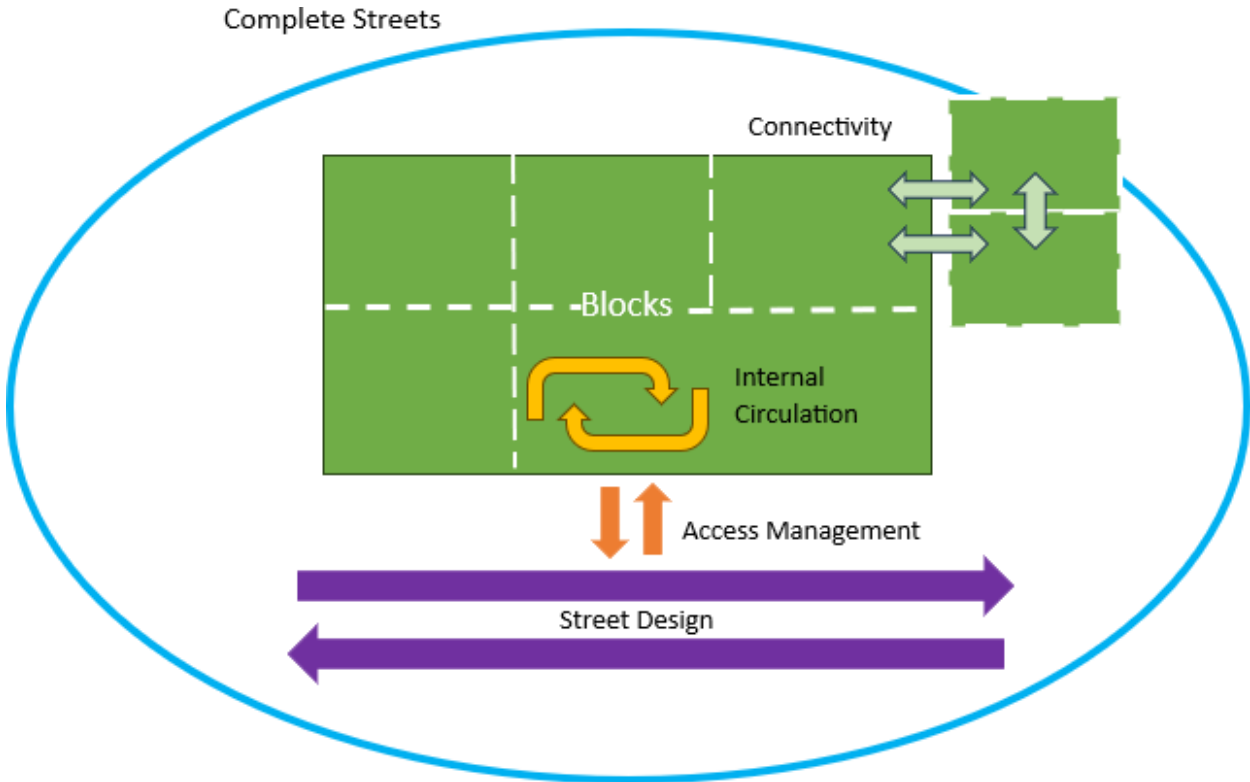 Complete Streets
Connectivity
Blocks
Internal
Circulation
Access Management
Street Design